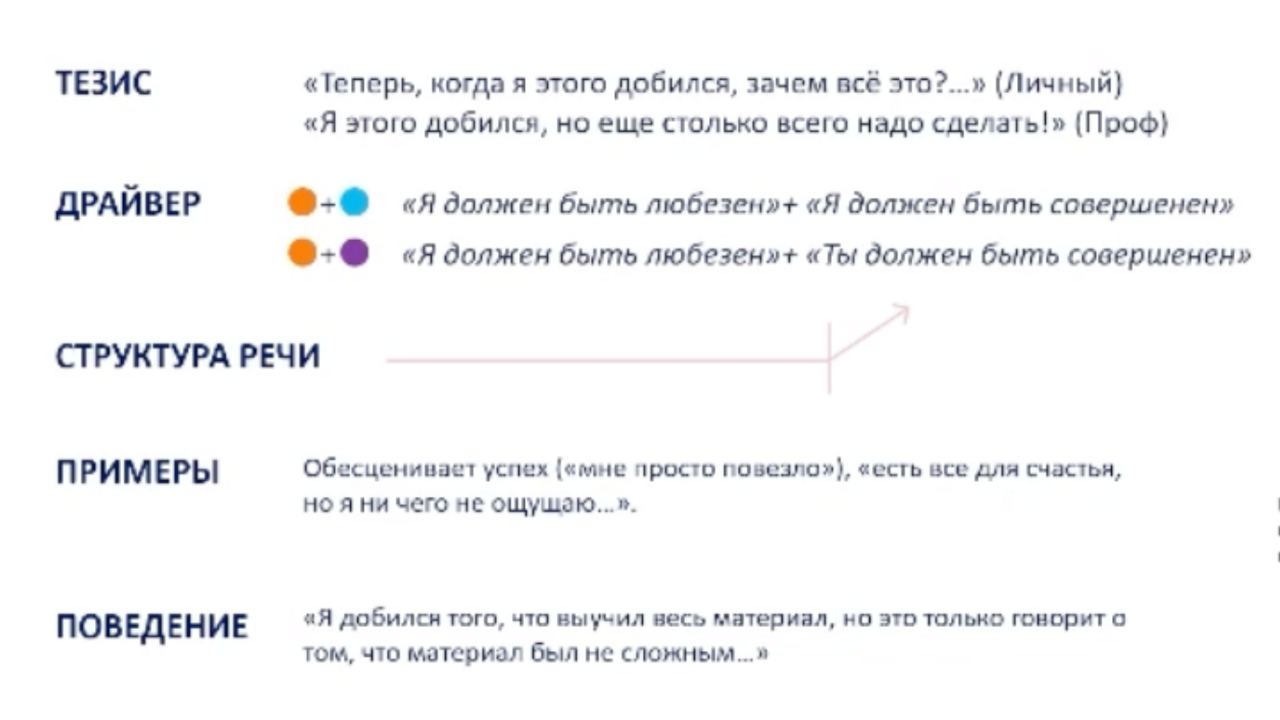 ТЕЗИС «Теперь, когда я этого добился, зачем всё это?...» (Личный)
«Я этого добился, но еще столько всего надо сделать!» (Проф)
ДРАЙВЕР + «Я должен быть любезен»+ «Я должен быть совершенен»
+ «Я должен быть любезен»+ «Ты должен быть совершенен»
СТРУКТУРА РЕЧИ
ПРИМЕРЫ Обесценивает успех («мне просто повезло»), «есть все для счастья,
но я ни чего не ощущаю...».
ПОВЕДЕНИЕ «Я добился того, что выучил весь материал, но это только говорит о
том, что материал был не сложным...»